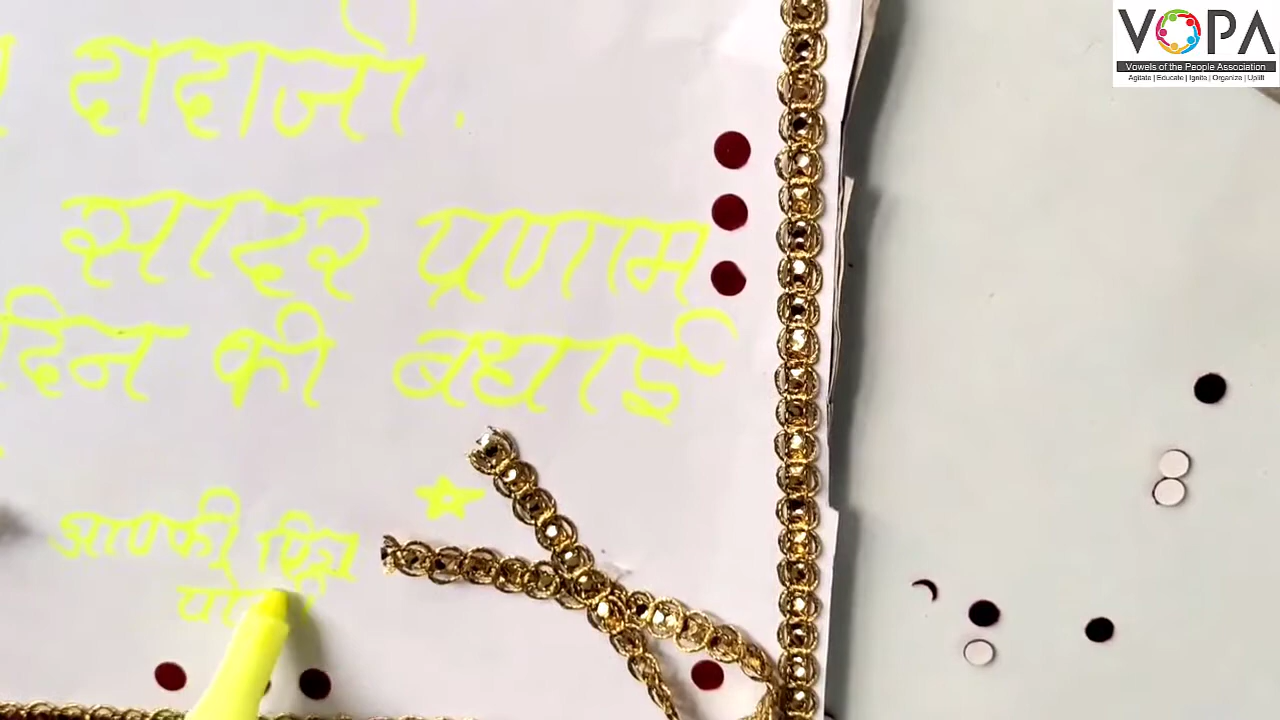 VOPA
Vowels of the People Association
Agitate | Educate | Ignite | Organize | Uplift
दादाजी.
सादर प्रणाम
दिन की बधाई
आपकी प्रिय